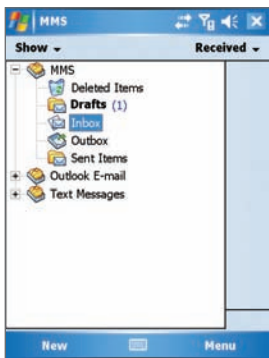 MMS
Show Received
MMS
Deleted Items
Drafts (1)
Inbox
Outbox
Sent Items
Outlook E-mail
Text Messages
New Menu